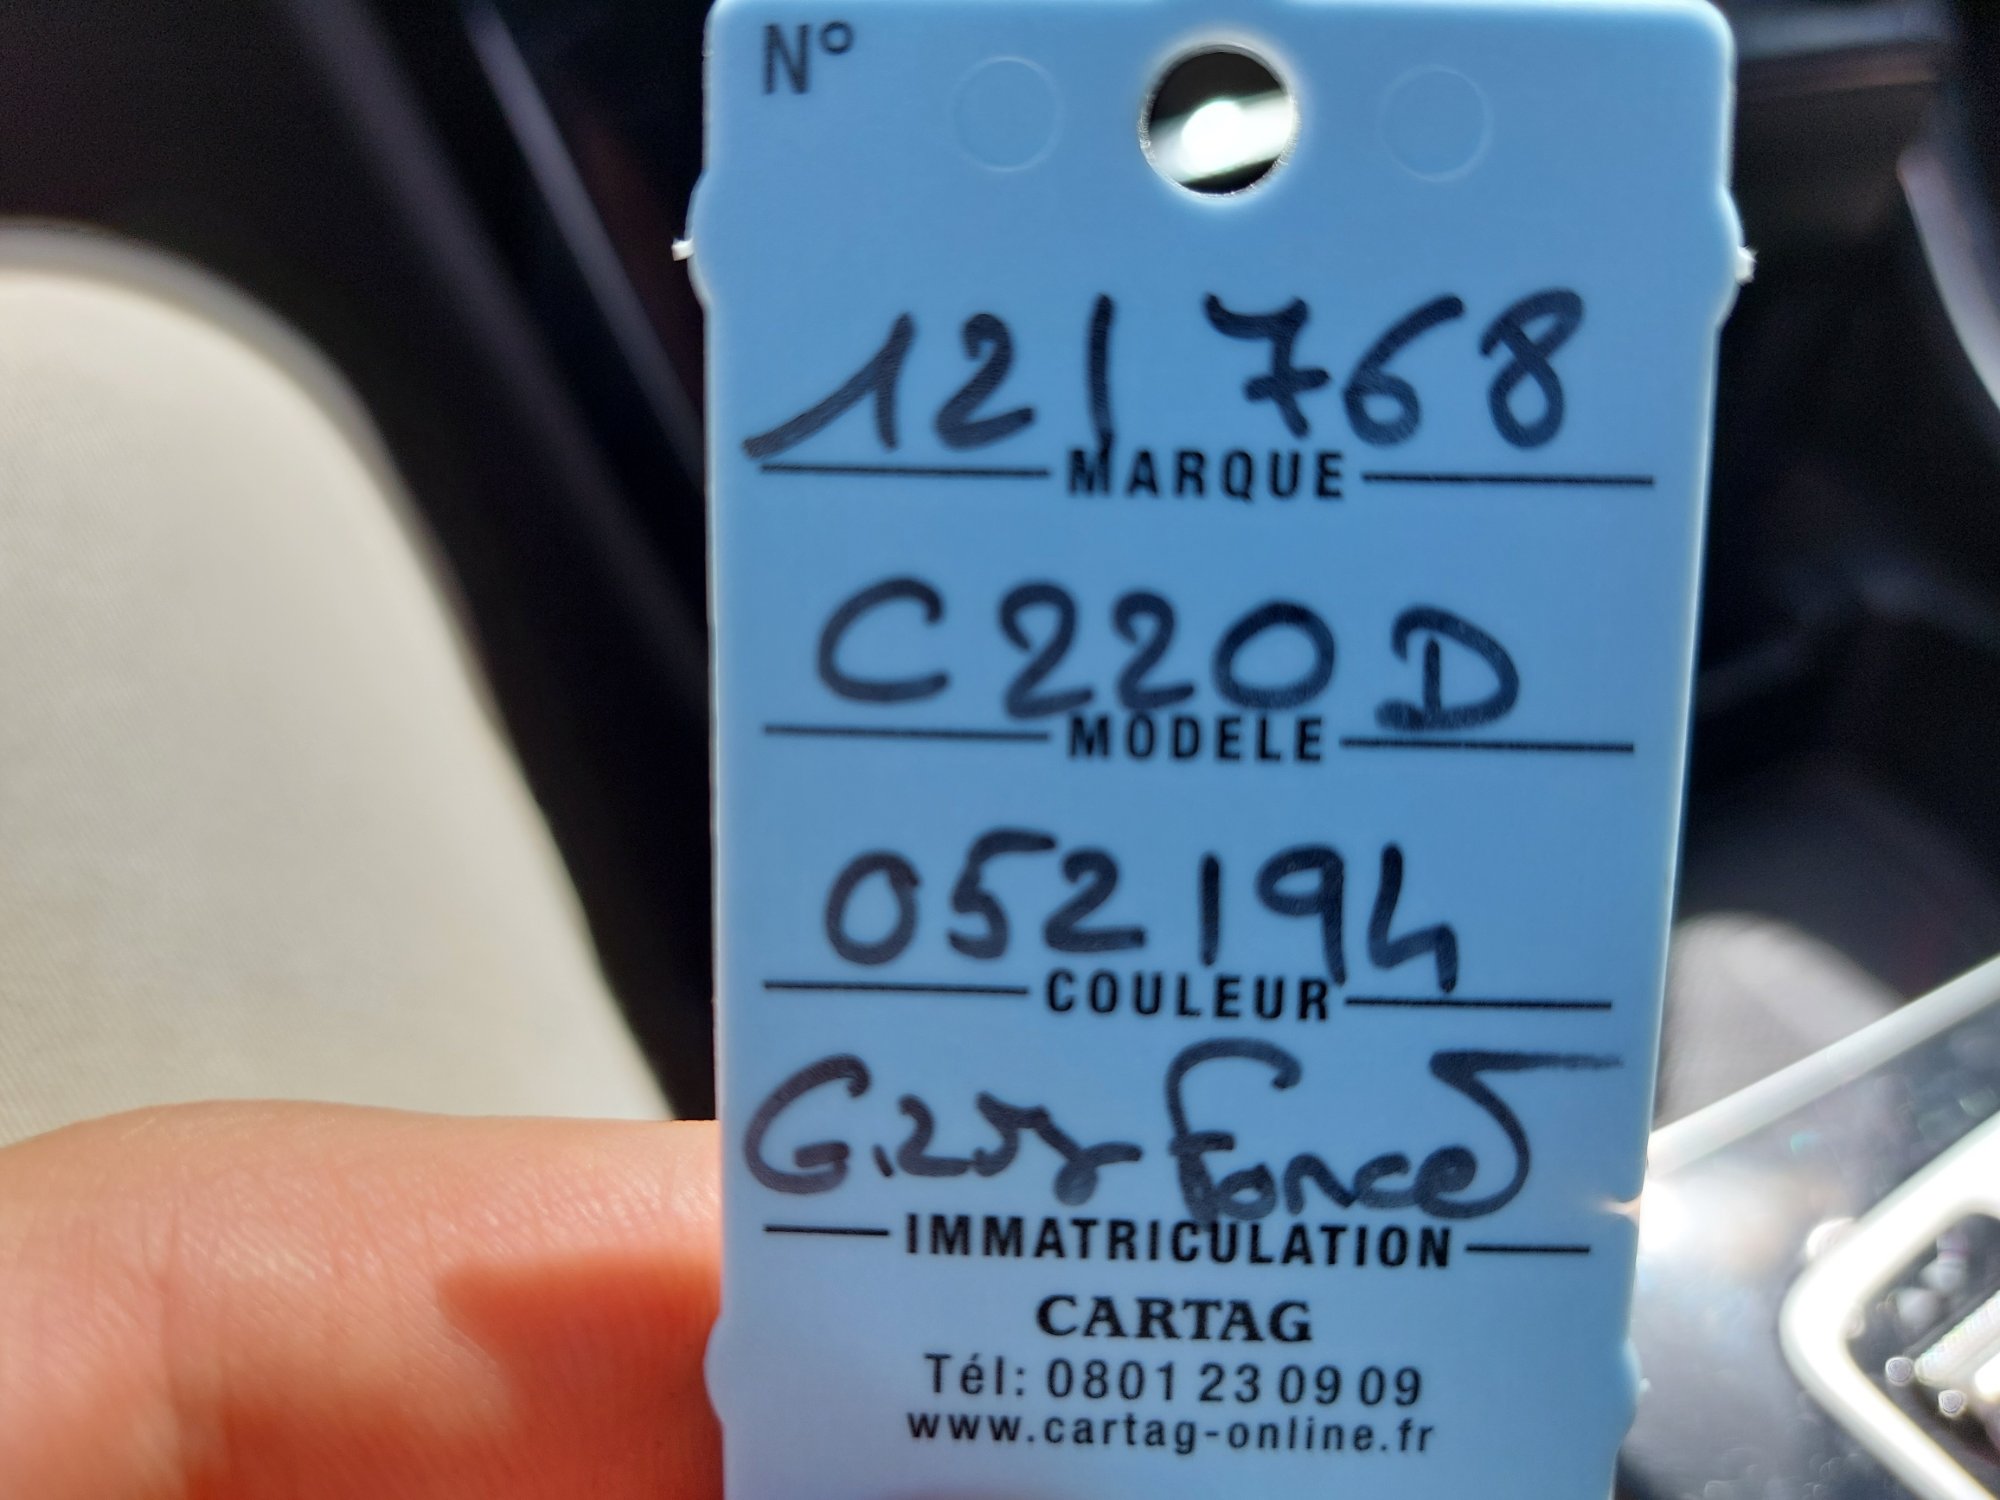 N°
121768
MARQUE
C220D
MODELE
052194
COULEUR
Foncé
IMMATRICULATION
CARTAG
Tél: 0801 23 09 09
www.cartag-online.fr